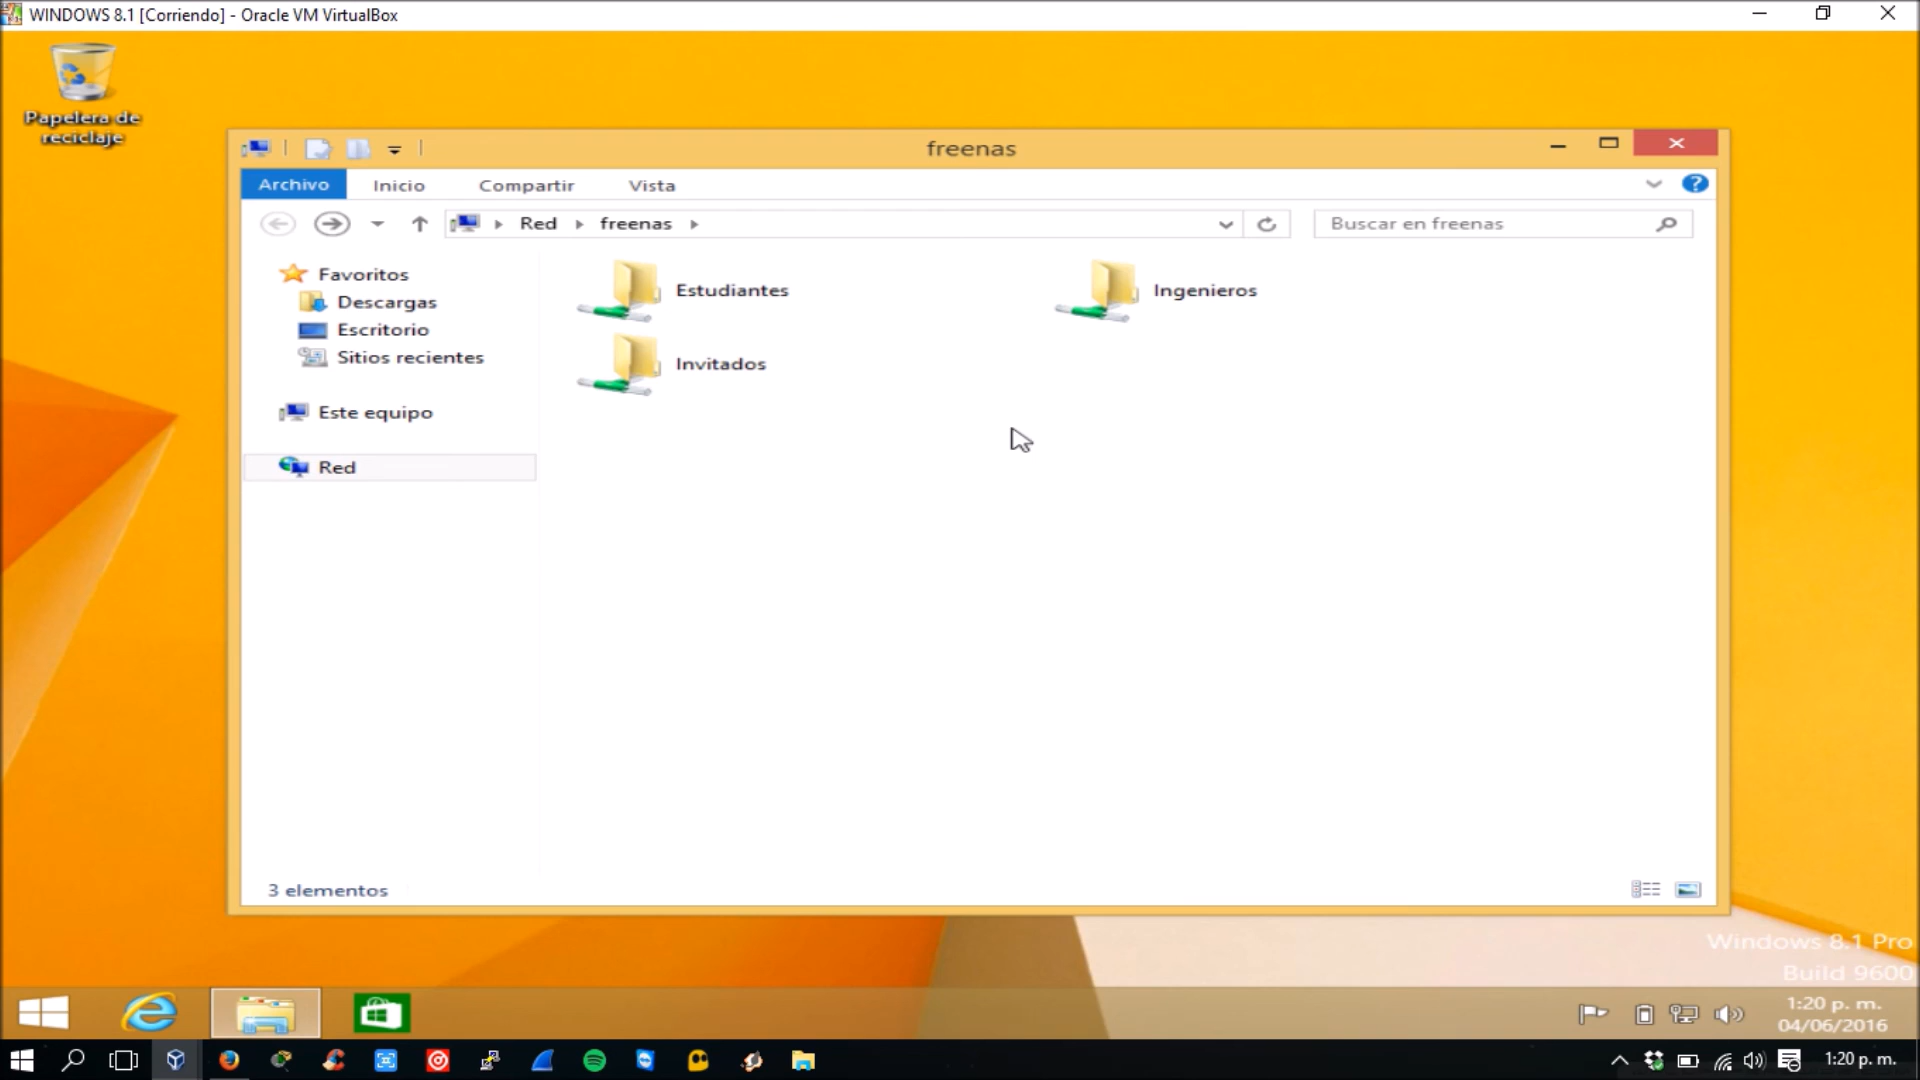 WINDOWS 8.1 [Corriendo] - Oracle VM VirtualBox
Papelera de
reciclaje
freenas
Archivo Inicio Compartir Vista
Red freenas
Buscar en freenas
Favoritos
Descargas
Escritorio
Sitios recientes
Este equipo
Red
Estudiantes
Ingenieros
Invitados
3 elementos
Windows 8.1 Pro
Build 9600
1:20 p. m.
04/06/2016
1:20 p. m.